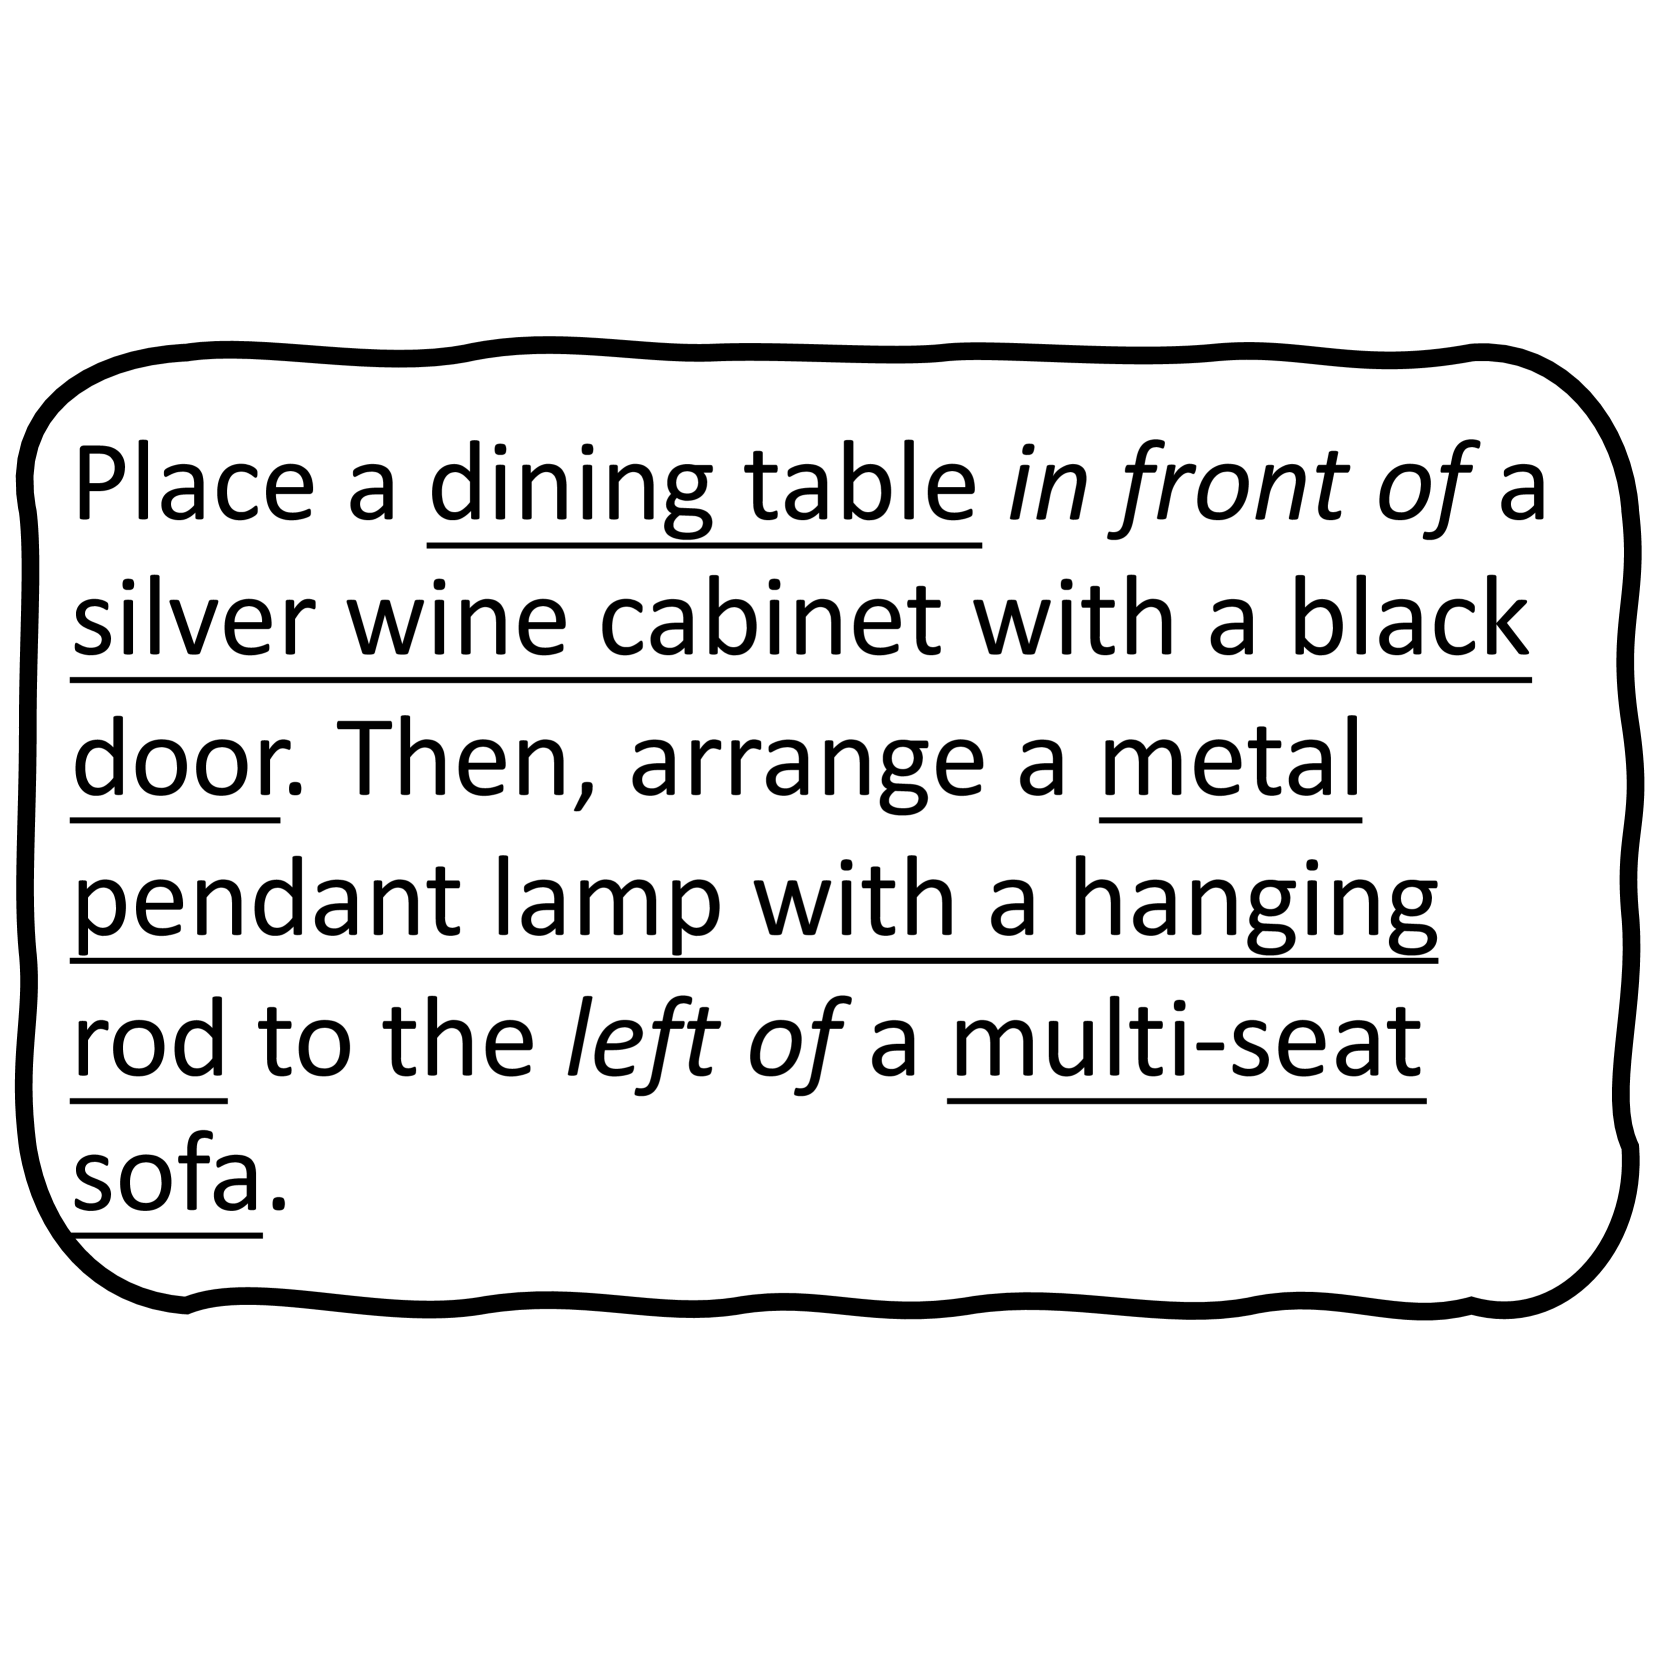 Place a dining table in front of a
silver wine cabinet with a black
door. Then, arrange a metal
pendant lamp with a hanging
rod to the left of a multi-seat
sofa.